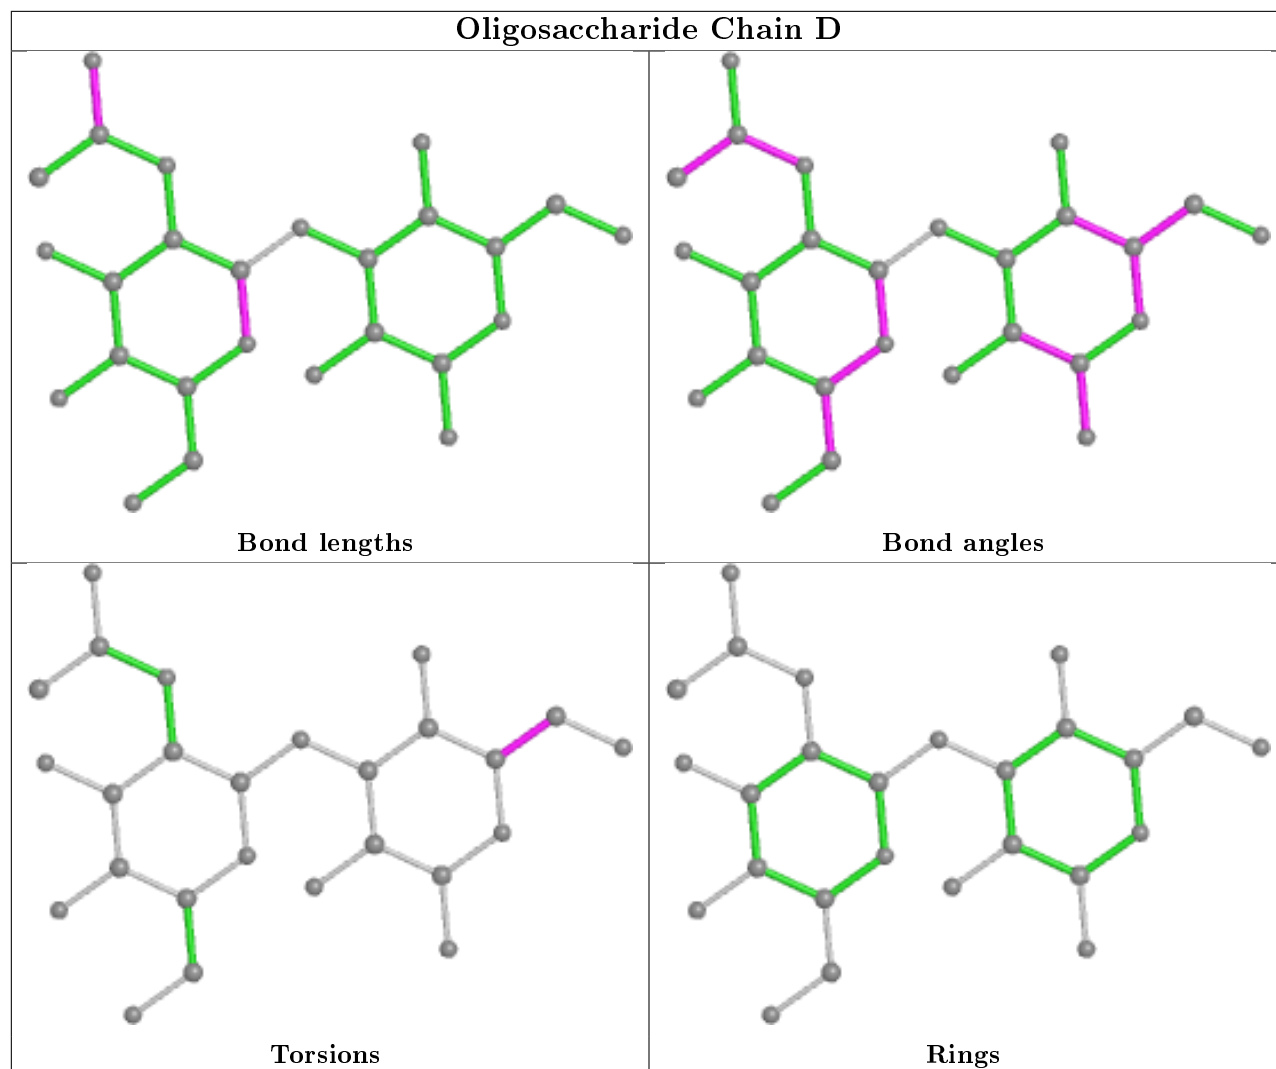 Oligosaccharide Chain D
Bond lengths
Bond angles
Torsions
Rings